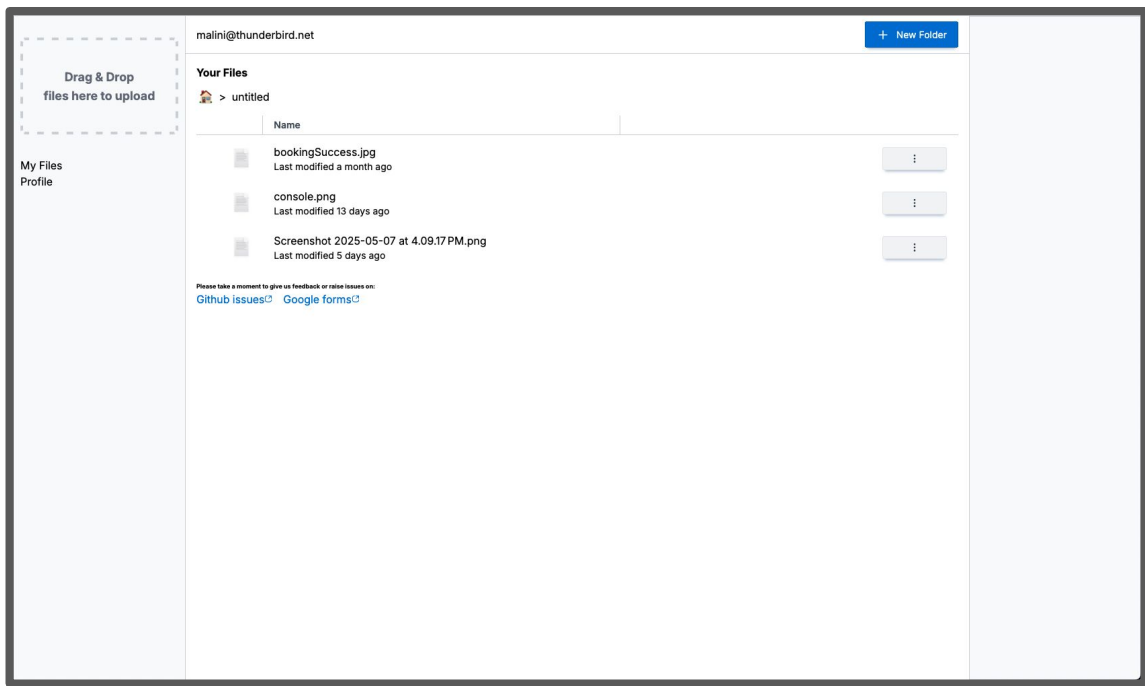 Drag & Drop
files here to upload
My Files
Profile
malini@thunderbird.net
+ New Folder
Your Files
> untitled
Name
bookingSuccess.jpg
Last modified a month ago
console.png
Last modified 13 days ago
Screenshot 2025-05-07 at 4.09.17 PM.png
Last modified 5 days ago
Please take a moment to give us feedback or raise issues on:
Github issues Google forms